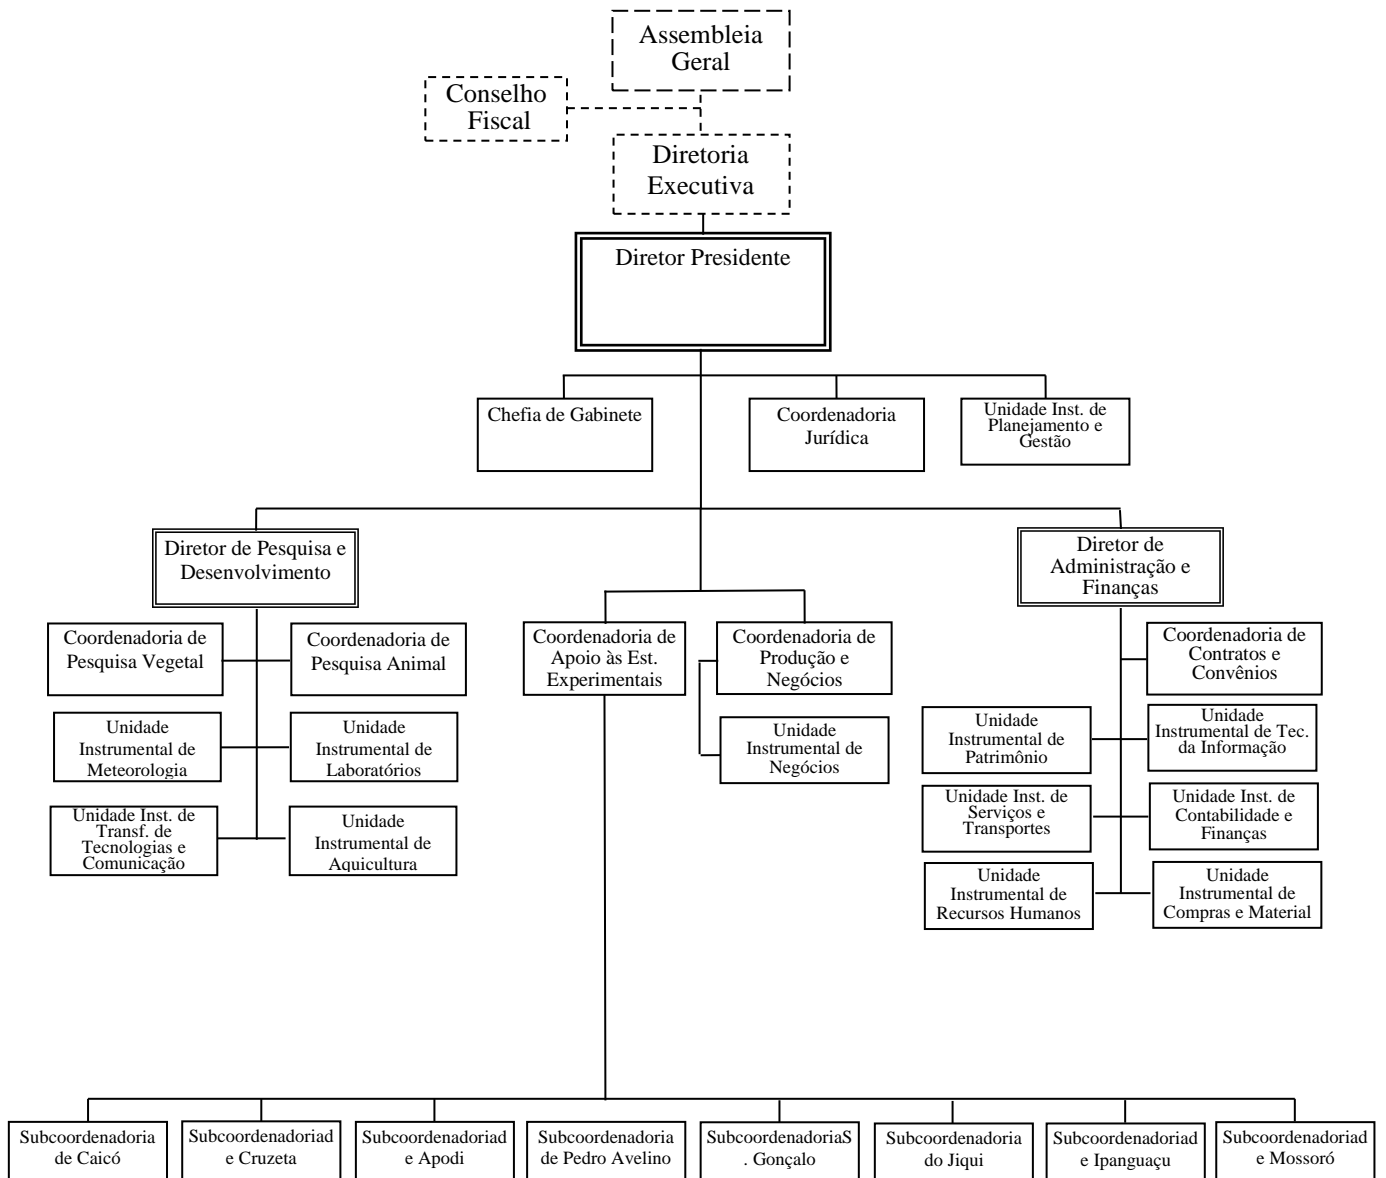 Assembleia
Geral
Conselho
Fiscal
Diretoria
Executiva
Diretor Presidente
Chefia de Gabinete
Coordenadoria
Jurídica
Unidade Inst. de
Planejamento e
Gestão
Diretor de Pesquisa e
Desenvolvimento
Diretor de
Administração e
Finanças
Coordenadoria de
Pesquisa Vegetal
Coordenadoria de
Pesquisa Animal
Coordenadoria de
Apoio às Est.
Experimentais
Coordenadoria de
Produção e
Negócios
Coordenadoria de
Contratos e
Convênios
Unidade
Instrumental de
Meteorologia
Unidade
Instrumental de
Laboratórios
Unidade
Instrumental de
Negócios
Unidade
Instrumental de
Patrimônio
Unidade
Instrumental de Tec.
da Informação
Unidade Inst. de
Transf. de
Tecnologias e
Comunicação
Unidade
Instrumental de
Aquicultura
Unidade Inst. de
Serviços e
Transportes
Unidade Inst. de
Contabilidade e
Finanças
Unidade
Instrumental de
Recursos Humanos
Unidade
Instrumental de
Compras e Material
Subcoordenadoria
de Caicó
Subcoordenadoriad
e Cruzeta
Subcoordenadoriad
e Apodi
Subcoordenadoria
de Pedro Avelino
SubcoordenadoriaS
. Gonçalo
Subcoordenadoria
do Jiqui
Subcoordenadoriad
e Ipanguaçu
Subcoordenadoriad
e Mossoró